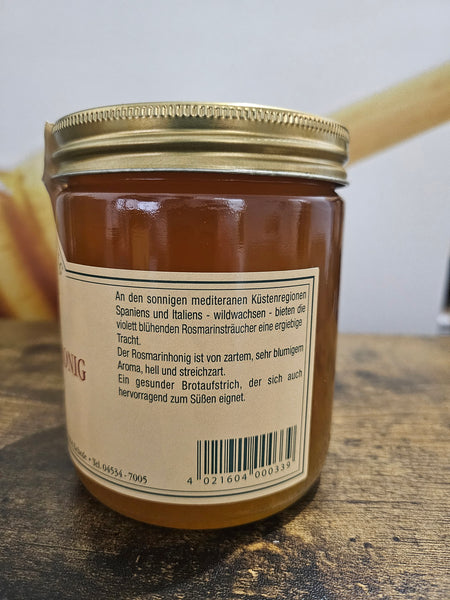 An den sonnigen mediteranen Küstenregionen
Spaniens und Italiens - wildwachsen - bieten die
violett blühenden Rosmarinsträucher eine ergiebige
Tracht.
Der Rosmarinhonig ist von zartem, sehr blumigem
Aroma, hell und streichzart.
Ein gesunder Brotaufstrich, der sich auch
hervorragend zum Süßen eignet.
ONIG
• Tel. 04534 - 7005
4 021604 000339